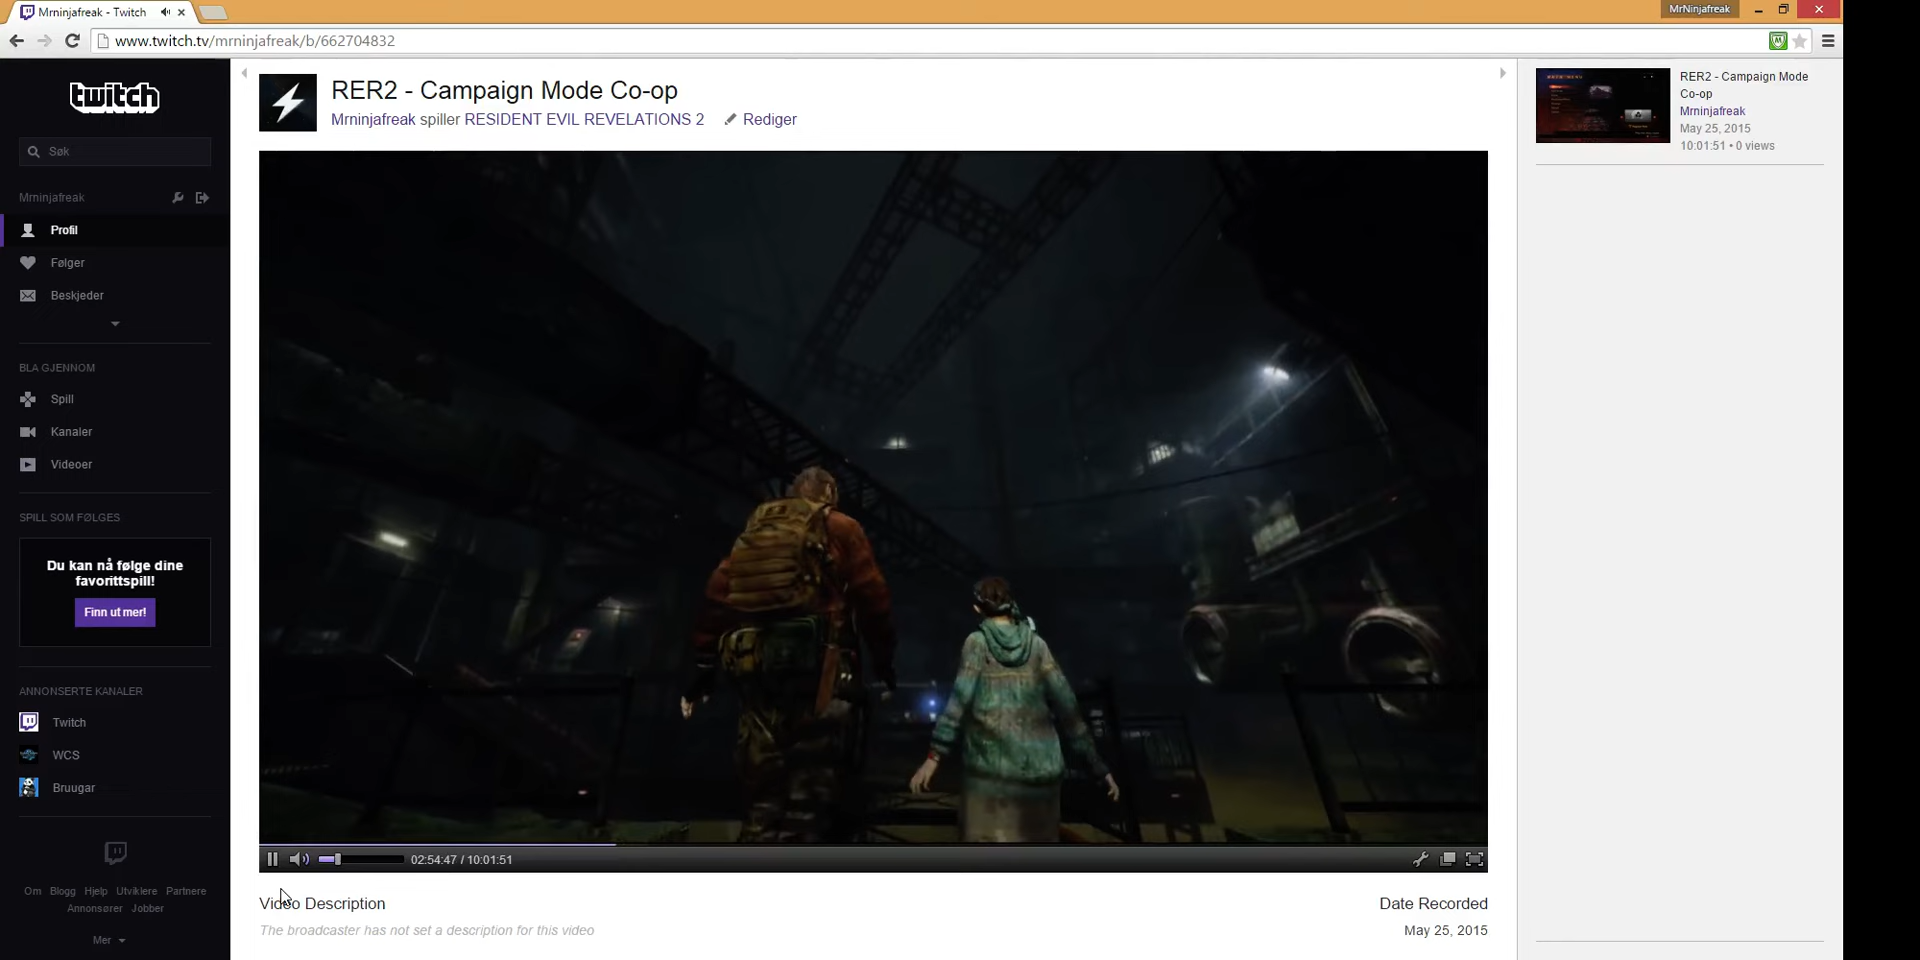 Mrninjafreak - Twitch
MrNinjafreak
www.twitch.tv/mrninjafreak/b/662704832
twitch
Søk
Mrninjafreak
Profil
Følger
Beskjeder
BLA GJENNOM
Spill
Kanaler
Videoer
SPILL SOM FØLGES
Du kan nå følge dine
favorittspill!
Finn ut mer!
ANNONSERTE KANALER
Twitch
WCS
Bruugar
Om Blogg Hjelp Utviklere Partnere
Annonsører Jobber
Mer
RER2 - Campaign Mode Co-op
Mrninjafreak spiller RESIDENT EVIL REVELATIONS 2 Rediger
02:54:47 / 10:01:51
Video Description
The broadcaster has not set a description for this video
Date Recorded
May 25, 2015
RER2 - Campaign Mode
Co-op
Mrninjafreak
May 25, 2015
10:01:51 • 0 views